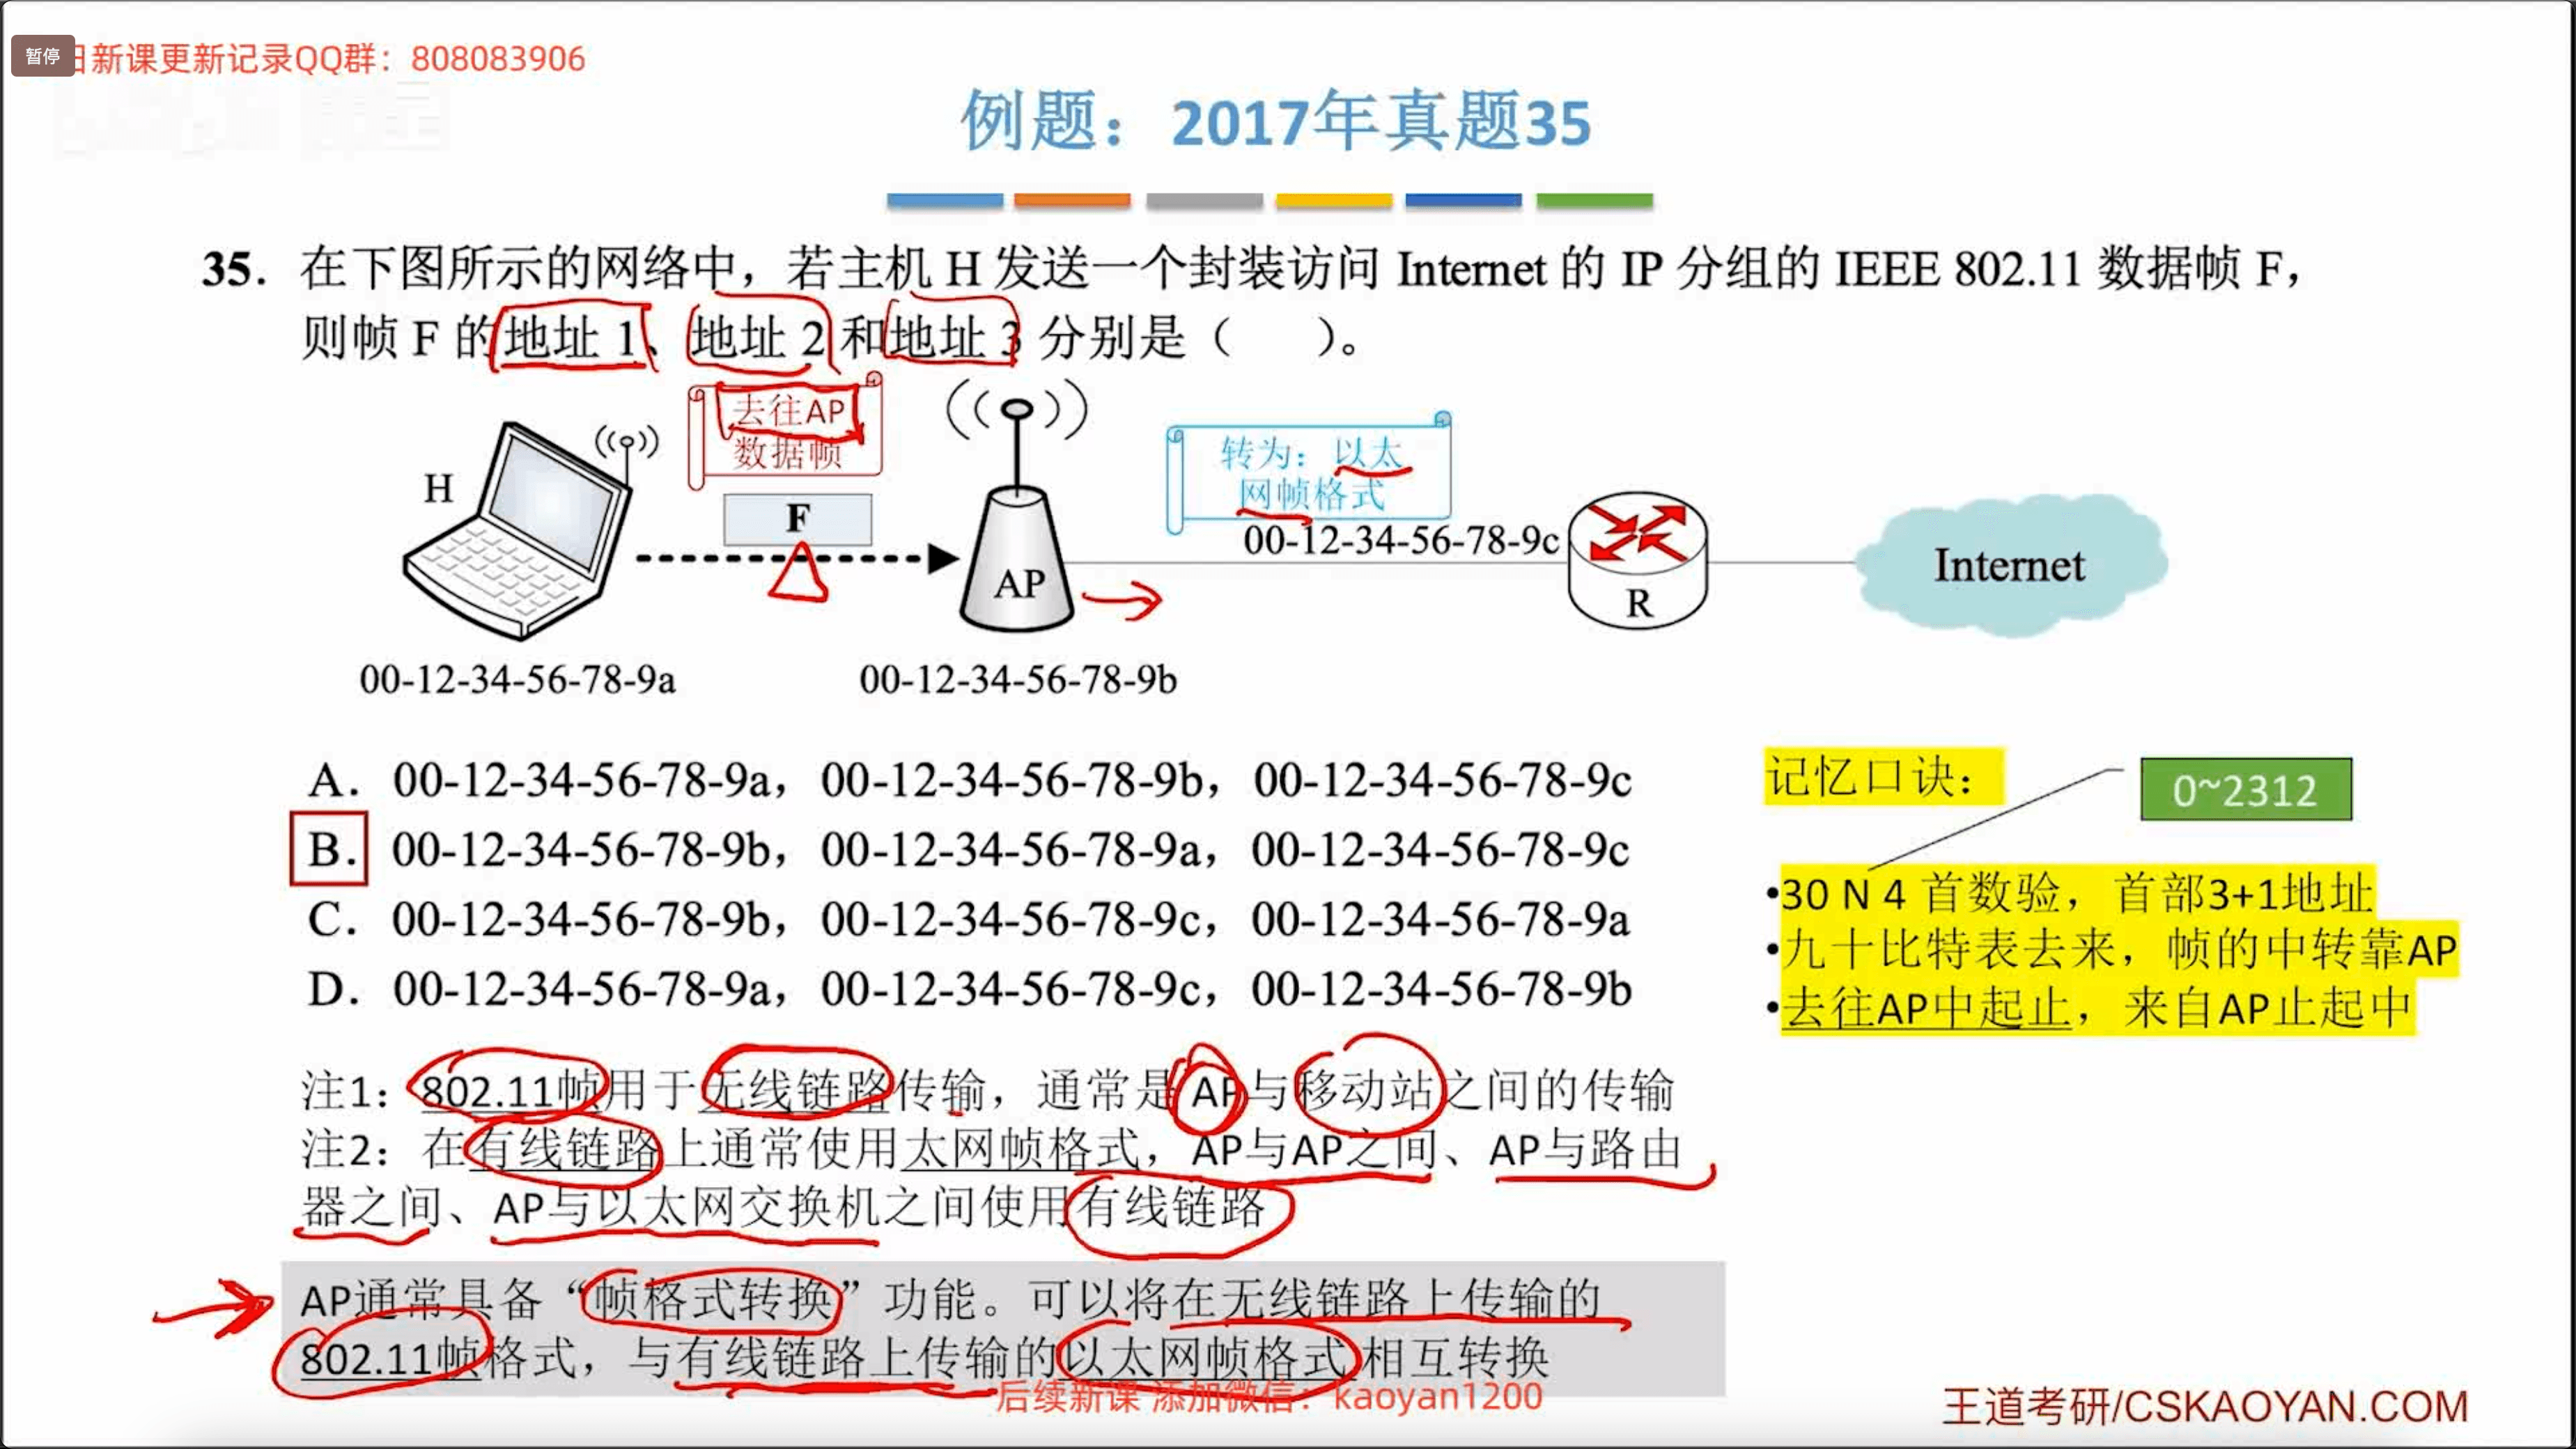 暂停
日新课更新记录QQ群：808083906
例题：2017年真题35
35. 在下图所示的网络中，若主机 H 发送一个封装访问 Internet 的 IP 分组的 IEEE 802.11 数据帧 F，
则帧 F 的地址 1、地址 2 和地址 3 分别是（ ）。
去往AP
数据帧
转为：以太
网帧格式
H
F
AP
00-12-34-56-78-9c
R
Internet
00-12-34-56-78-9a
00-12-34-56-78-9b
A. 00-12-34-56-78-9a，00-12-34-56-78-9b，00-12-34-56-78-9c
B. 00-12-34-56-78-9b，00-12-34-56-78-9a，00-12-34-56-78-9c
C. 00-12-34-56-78-9b，00-12-34-56-78-9c，00-12-34-56-78-9a
D. 00-12-34-56-78-9a，00-12-34-56-78-9c，00-12-34-56-78-9b
记忆口诀：
0~2312
•30 N 4 首数验，首部3+1地址
•九十比特表去来，帧的中转靠AP
•去往AP中起止，来自AP止起中
注1：802.11帧用于无线链路传输，通常是AP与移动站之间的传输
注2：在有线链路上通常使用太网帧格式，AP与AP之间、AP与路由
器之间、AP与以太网交换机之间使用有线链路
AP通常具备“帧格式转换”功能。可以将在无线链路上传输的
802.11帧格式，与有线链路上传输的以太网帧格式相互转换
后续新课 添加微信：kaoyan1200
王道考研/CSKAOYAN.COM